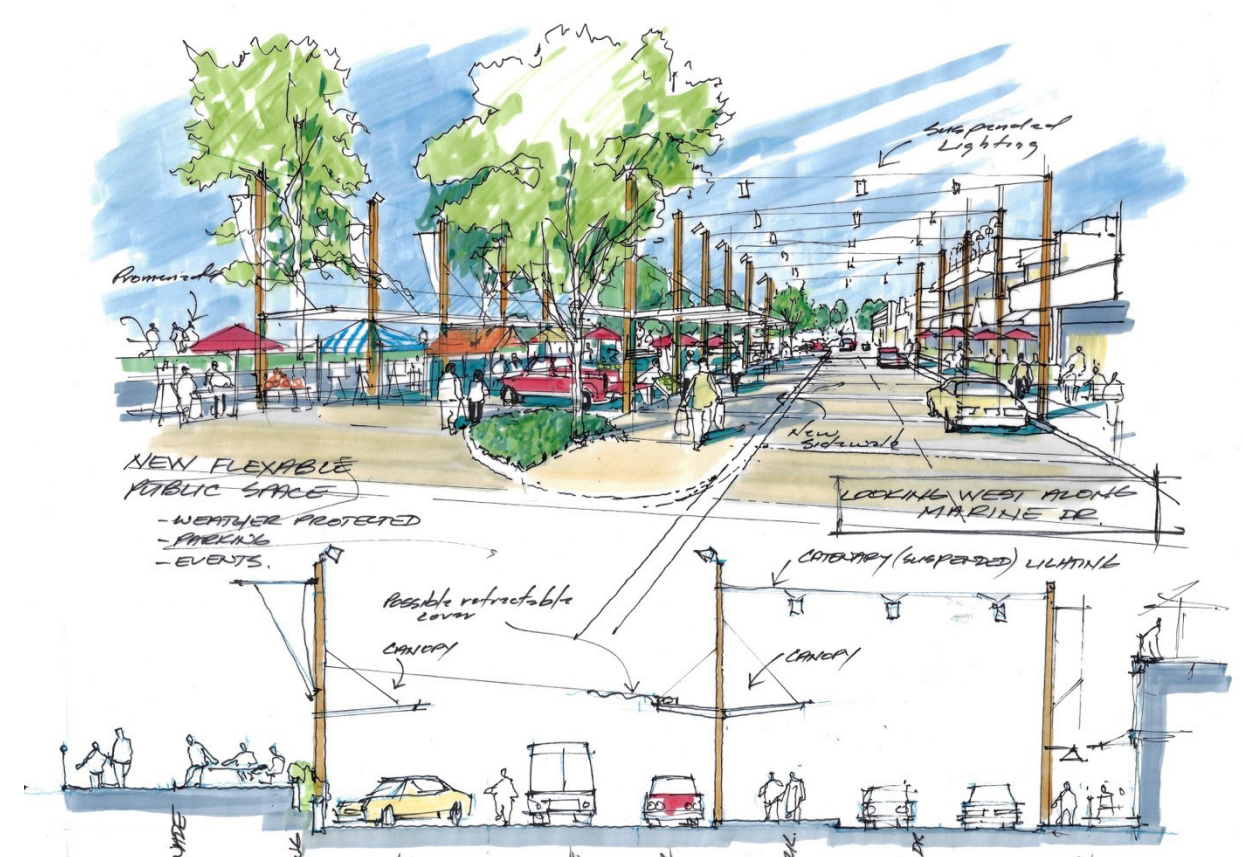 Suspended
Lighting
Promenade
New
Sidewalk
NEW FLEXABLE
PUBLIC SPACE
- WEATHER PROTECTED
- PARKING
- EVENTS.
LOOKING WEST ALONG
MARINE DR.
CATENARY (SUSPENDED) LIGHTING
Possible retractable
cover
CANOPY
CANOPY